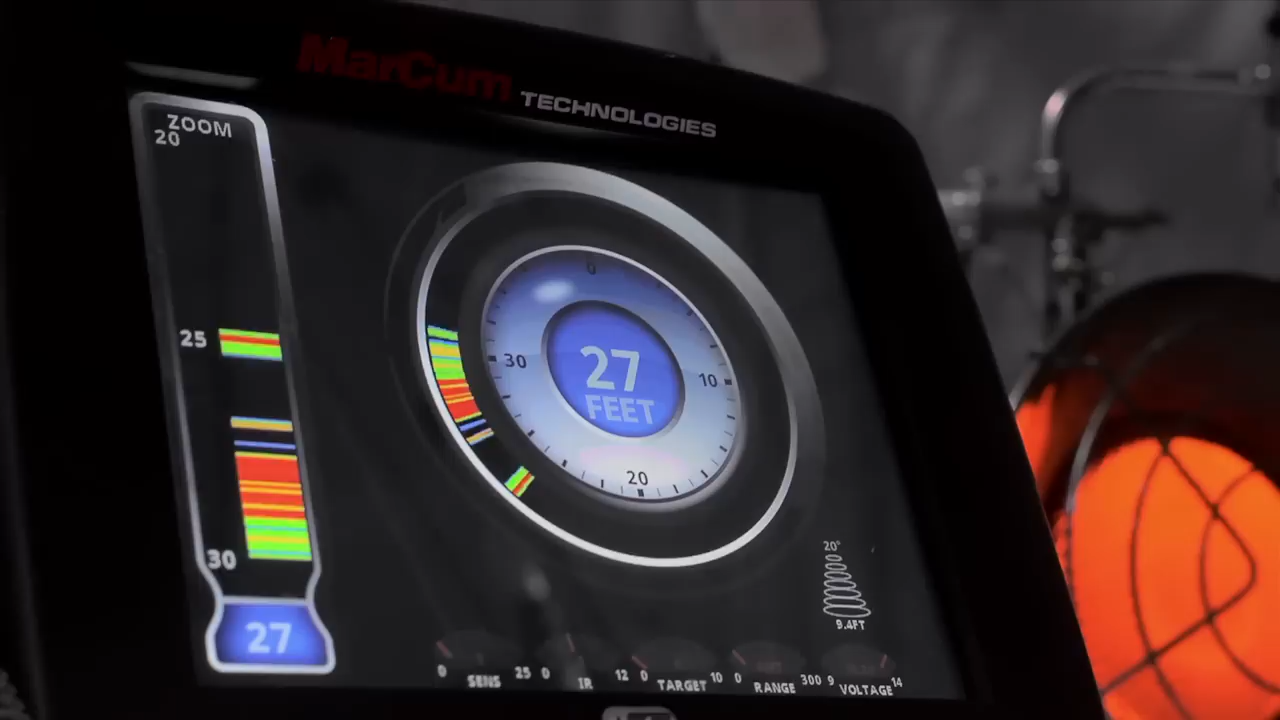 MarCum TECHNOLOGIES
ZOOM
20
25
30
27
0
10
20
30
27
FEET
20°
9.4FT
0 SENS 25
0 IR 12
0 TARGET 10
0 RANGE 300
9 VOLTAGE 14